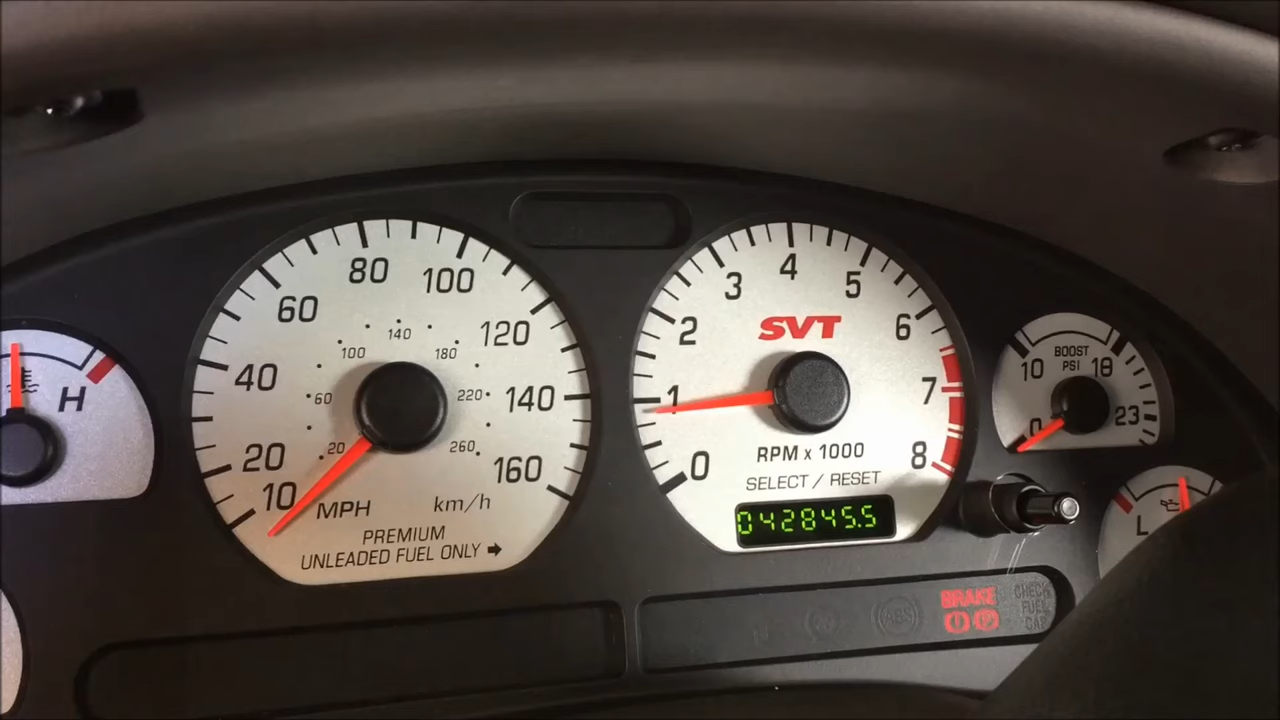 H
10
20
40
60
80
100
120
140
160
20
60
100
140
180
220
260
MPH
km/h
PREMIUM
UNLEADED FUEL ONLY
0
1
2
3
4
5
6
7
8
SVT
RPM x 1000
SELECT / RESET
042845.5
BOOST
PSI
0
10
18
23
L
ABS
BRAKE
CHECK
FUEL
CAP